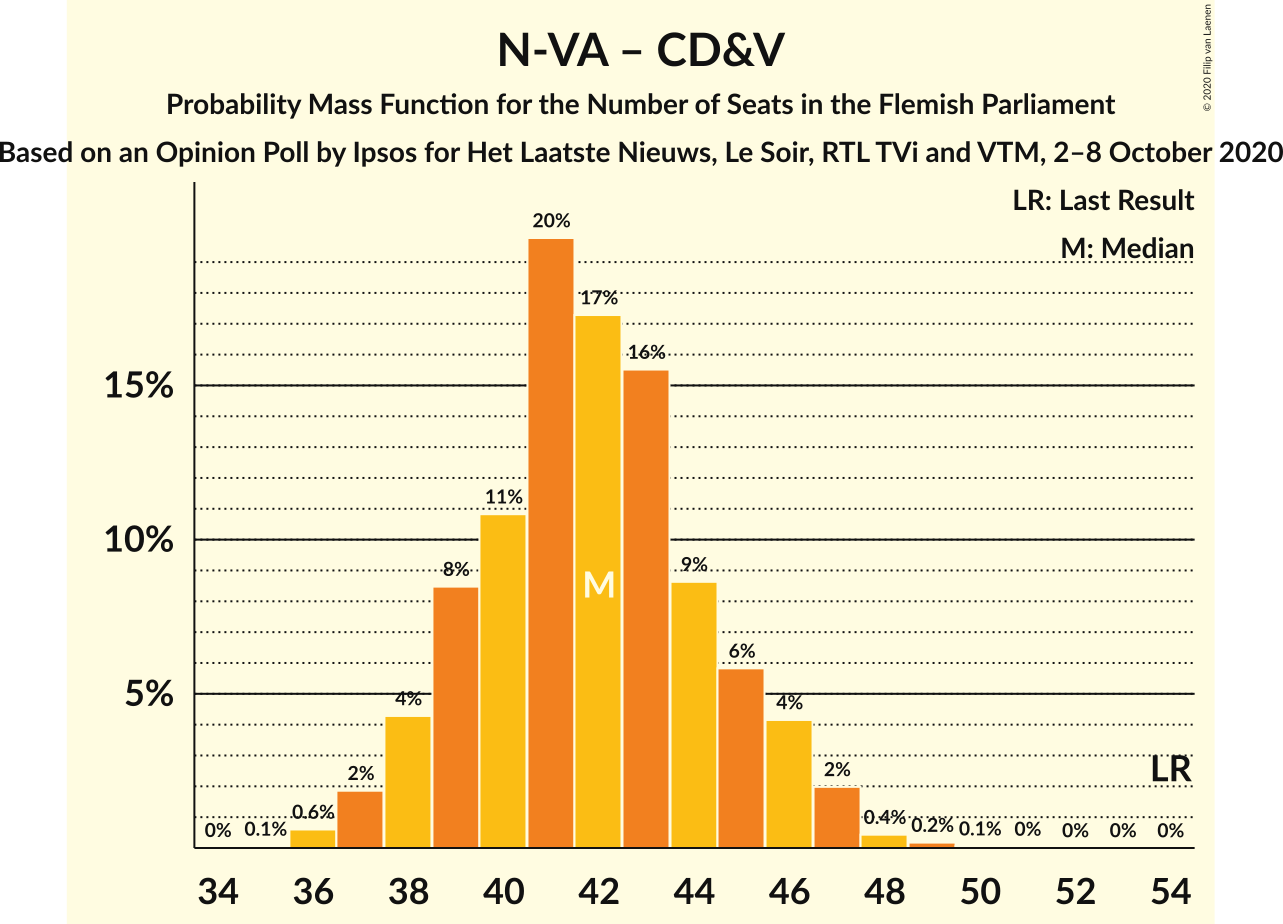 N-VA – CD&V
Probability Mass Function for the Number of Seats in the Flemish Parliament
Based on an Opinion Poll by Ipsos for Het Laatste Nieuws, Le Soir, RTL TVi and VTM, 2–8 October 2020
© 2020 Filip van Laenen
LR: Last Result
M: Median
15%
10%
5%
0%
0.1%
0.6%
2%
4%
8%
11%
20%
17%
16%
9%
6%
4%
2%
0.4%
0.2%
0.1%
0%
0%
0%
0%
M
LR
34 36 38 40 42 44 46 48 50 52 54